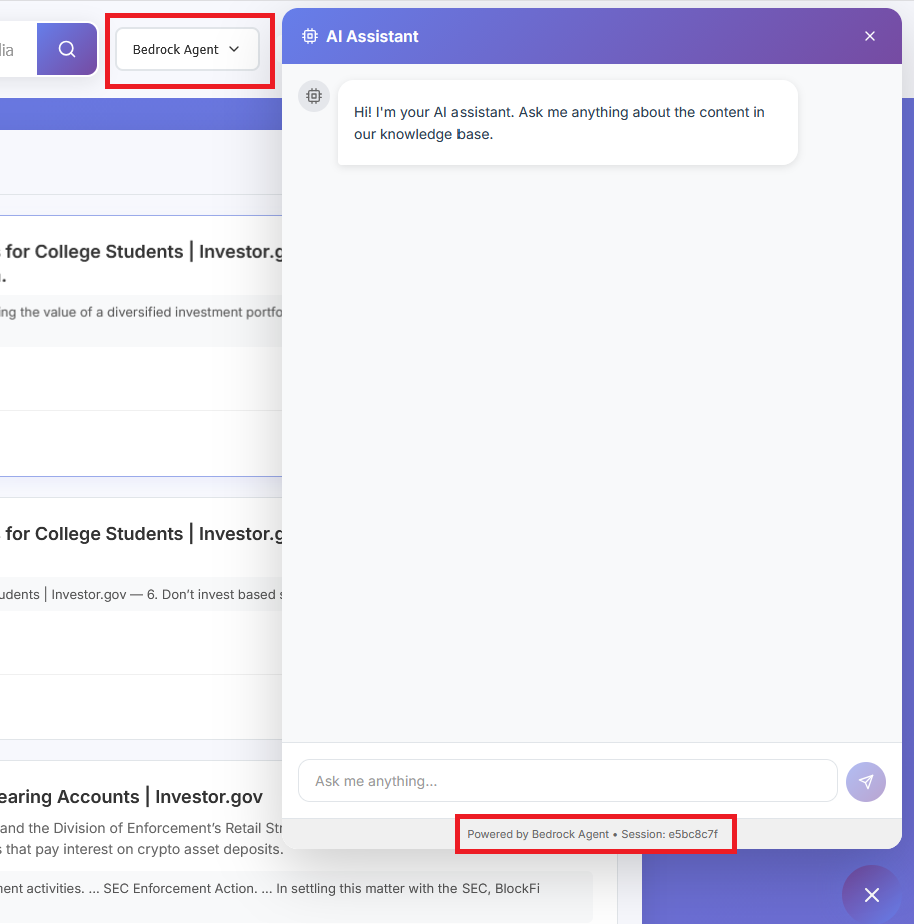 lia
Bedrock Agent
AI Assistant
Hi! I'm your AI assistant. Ask me anything about the content in
our knowledge base.
for College Students | Investor.g
ing the value of a diversified investment portfo
for College Students | Investor.g
udents | Investor.gov — 6. Don't invest based s
earing Accounts | Investor.gov
and the Division of Enforcement's Retail Str
that pay interest on crypto asset deposits.
nent activities. ... SEC Enforcement Action. ... In settling this matter with the SEC, BlockFi
Ask me anything...
Powered by Bedrock Agent • Session: e5bc8c7f